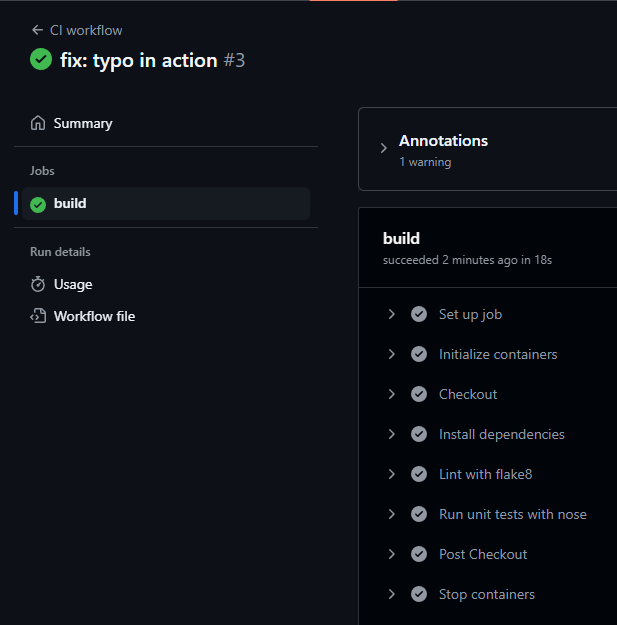 CI workflow
fix: typo in action #3
Summary
Jobs
build
Run details
Usage
Workflow file
Annotations
1 warning
build
succeeded 2 minutes ago in 18s
Set up job
Initialize containers
Checkout
Install dependencies
Lint with flake8
Run unit tests with nose
Post Checkout
Stop containers